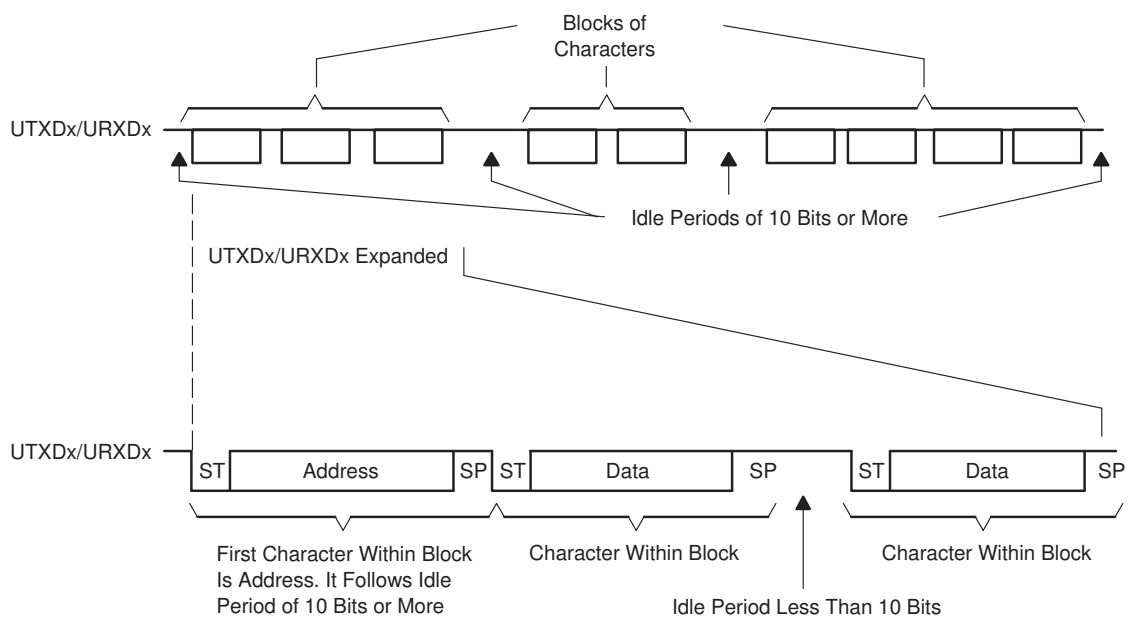 Blocks of
Characters
UTXDx/URXDx
Idle Periods of 10 Bits or More
UTXDx/URXDx Expanded
UTXDx/URXDx
ST
Address
SP
ST
Data
SP
ST
Data
SP
First Character Within Block
Is Address. It Follows Idle
Period of 10 Bits or More
Character Within Block
Character Within Block
Idle Period Less Than 10 Bits